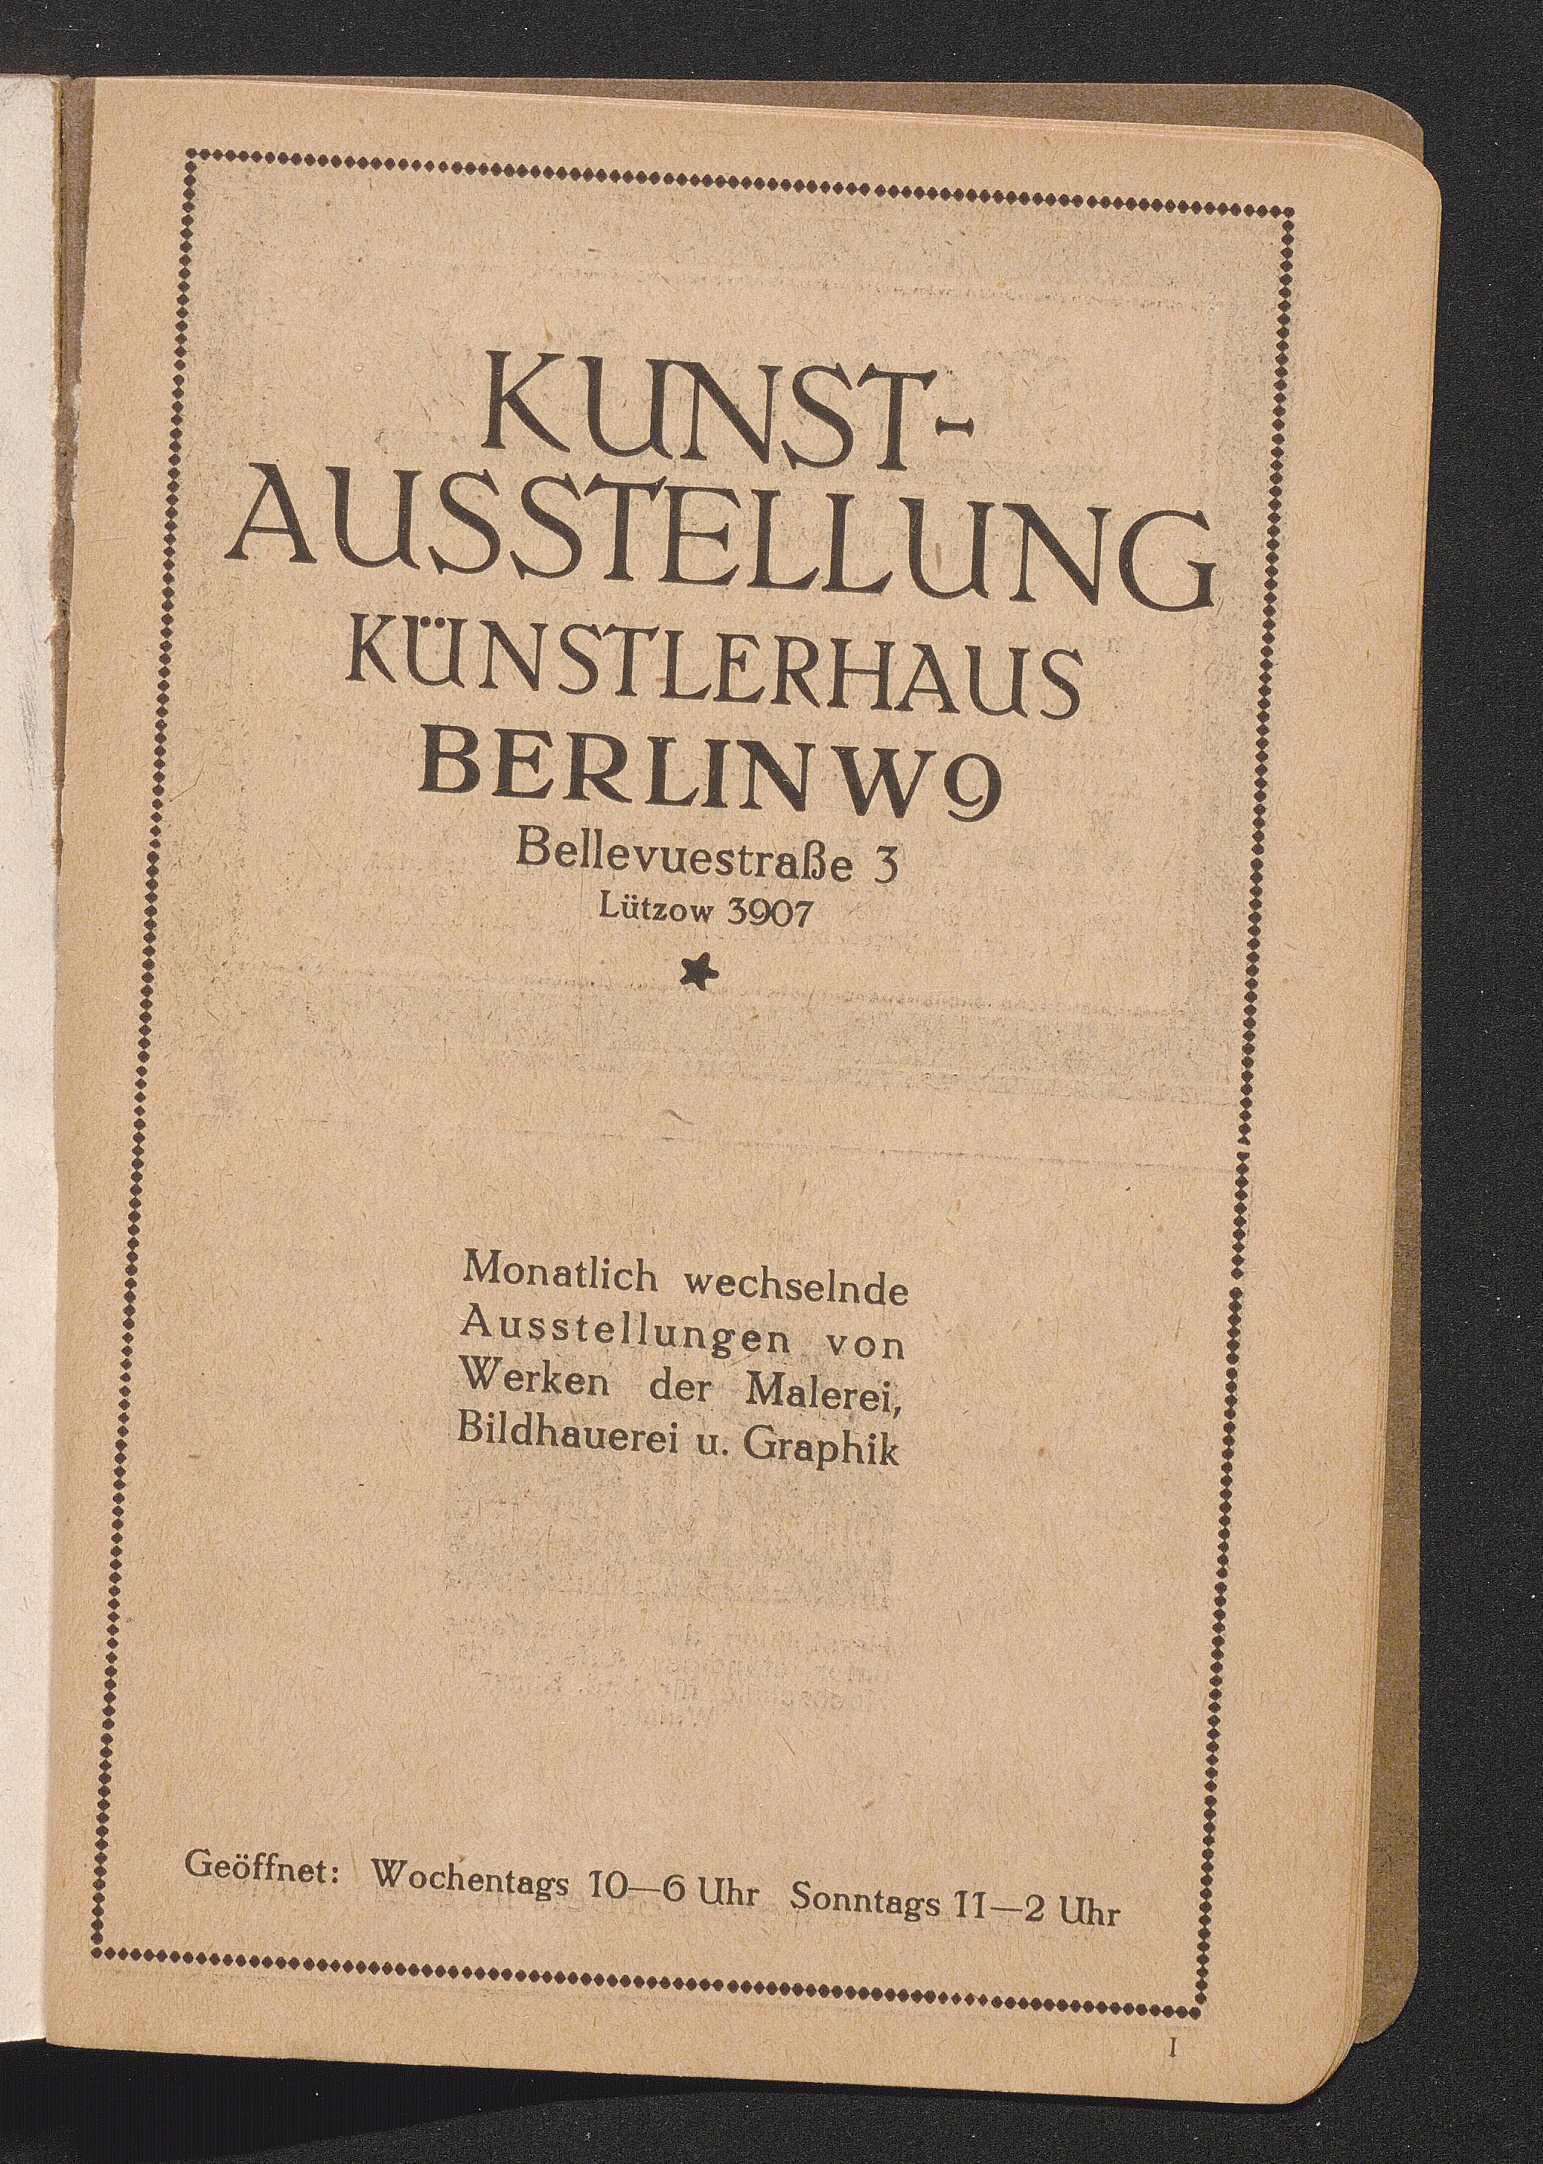 KUNST-
AUSSTELLUNG
KÜNSTLERHAUS
BERLIN W 9
Bellevuestraße 3
Lützow 3907
Monatlich wechselnde
Ausstellungen von
Werken der Malerei,
Bildhauerei u. Graphik
Geöffnet: Wochentags 10—6 Uhr Sonntags 11—2 Uhr
I